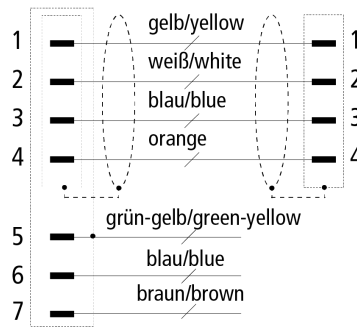 1 gelb/yellow 1
2 weiß/white 2
3 blau/blue 3
4 orange 4
5 grün-gelb/green-yellow
6 blau/blue
7 braun/brown